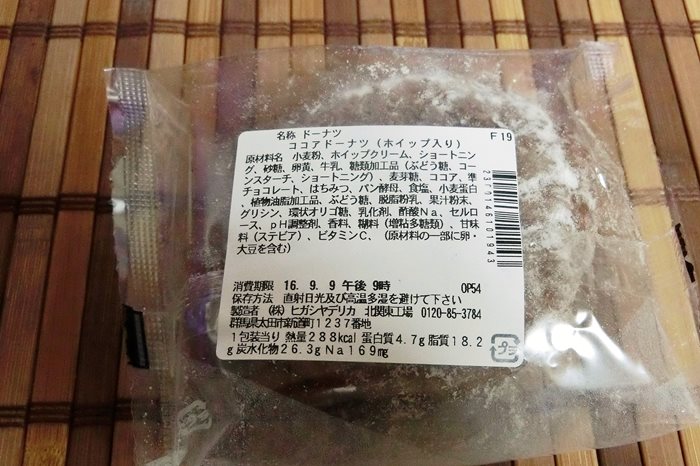 名称 ドーナツ F19
ココアドーナツ（ホイップ入り）
原材料名 小麦粉、ホイップクリーム、ショートニン
グ、砂糖、卵黄、牛乳、糖類加工品（ぶどう糖、コー
ンスターチ、ショートニング）、麦芽糖、ココア、準
チョコレート、はちみつ、パン酵母、食塩、小麦蛋白
、植物油脂加工品、ぶどう糖、脱脂粉乳、果汁粉末、
グリシン、環状オリゴ糖、乳化剤、酢酸Na、セルロ
ース、pH調整剤、香料、糊料（増粘多糖類）、甘味
料（ステビア）、ビタミンC、（原材料の一部に卵・
大豆を含む）
消費期限 16. 9. 9 午後 9時 OP54
保存方法 直射日光及び高温多湿を避けて下さい
製造者 （株）ヒガシヤデリカ 北関東工場 0120-85-3784
群馬県太田市新道町1237番地
1包装当り 熱量288kcal 蛋白質4.7g 脂質18.2
g 炭水化物26.3g Na169mg
プラ